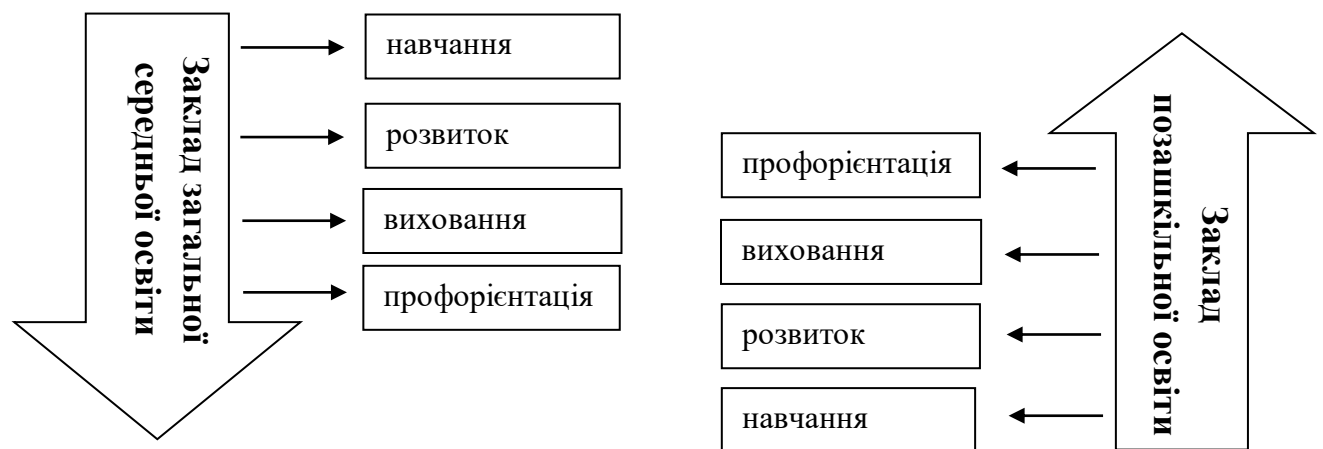 Заклад загальної
середньої освіти
навчання
розвиток
виховання
профорієнтація
профорієнтація
виховання
розвиток
навчання
Заклад
позашкільної освіти